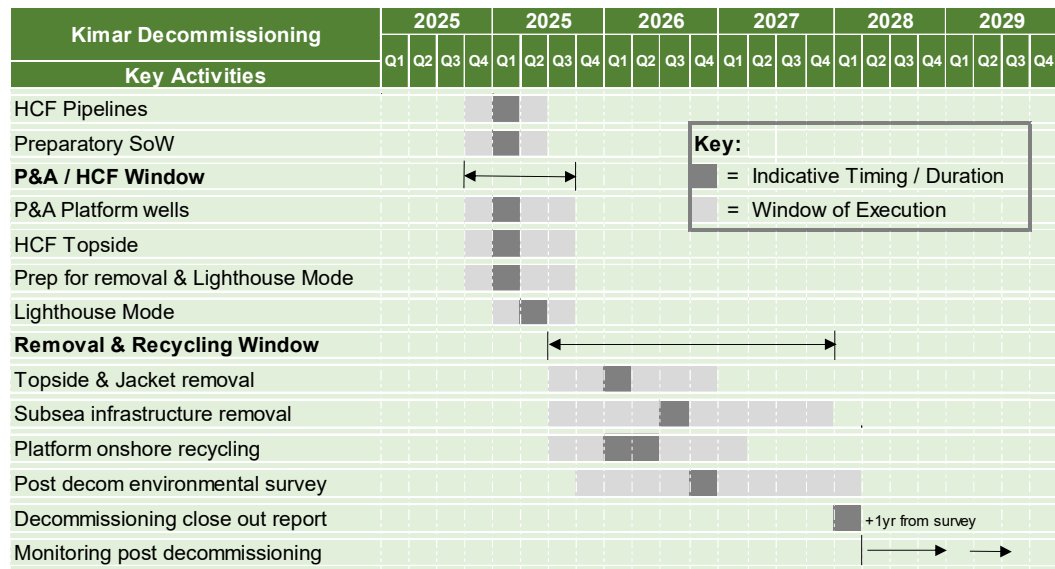 Kimar Decommissioning
2025 2025 2026 2027 2028 2029
Key Activities
Q1 Q2 Q3 Q4 Q1 Q2 Q3 Q4 Q1 Q2 Q3 Q4 Q1 Q2 Q3 Q4 Q1 Q2 Q3 Q4 Q1 Q2 Q3 Q4
HCF Pipelines
Preparatory SoW
P&A / HCF Window
P&A Platform wells
HCF Topside
Prep for removal & Lighthouse Mode
Lighthouse Mode
Removal & Recycling Window
Topside & Jacket removal
Subsea infrastructure removal
Platform onshore recycling
Post decom environmental survey
Decommissioning close out report
+1yr from survey
Monitoring post decommissioning
Key:
= Indicative Timing / Duration
= Window of Execution